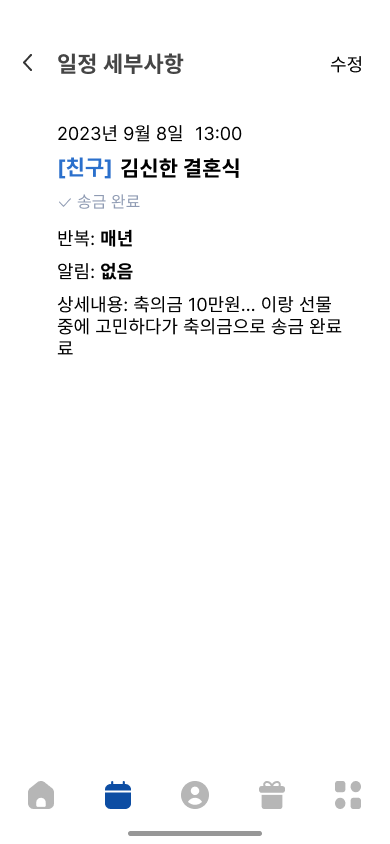 일정 세부사항
수정
2023년 9월 8일 13:00
[친구] 김신한 결혼식
송금 완료
반복: 매년
알림: 없음
상세내용: 축의금 10만원... 이랑 선물
중에 고민하다가 축의금으로 송금 완료
료